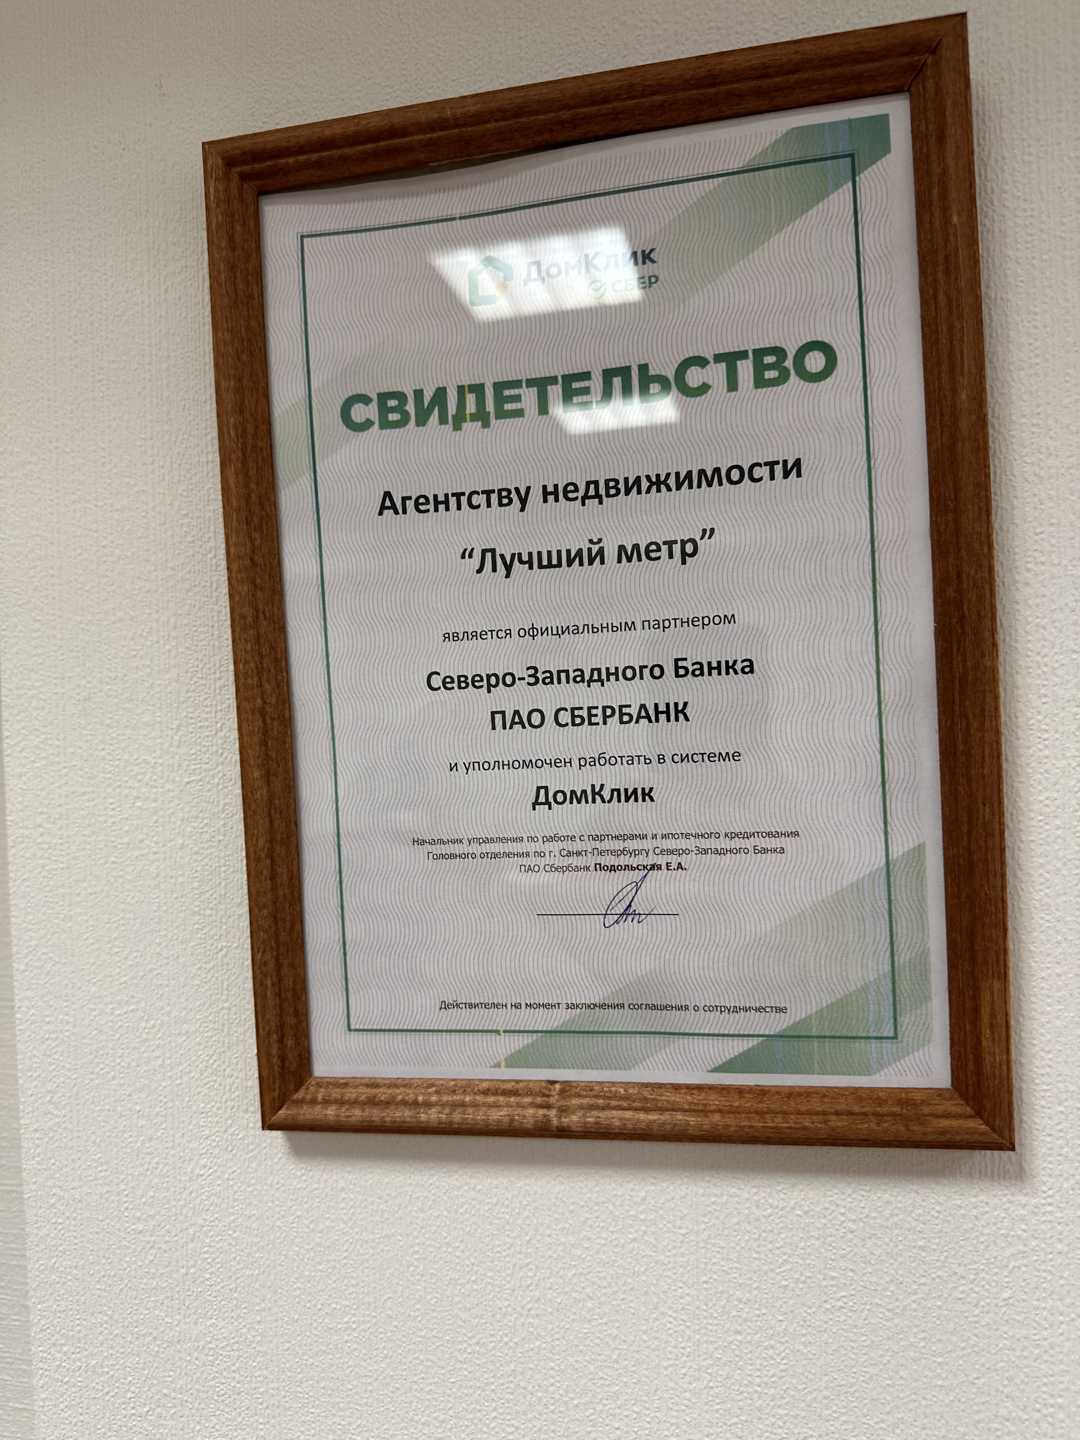 ДомКлик
СБЕР
СВИДЕТЕЛЬСТВО
Агентству недвижимости
“Лучший метр”
является официальным партнером
Северо-Западного Банка
ПАО СБЕРБАНК
и уполномочен работать в системе
ДомКлик
Начальник управления по работе с партнерами и ипотечного кредитования
Головного отделения по г. Санкт-Петербургу Северо-Западного Банка
ПАО Сбербанк Подольская Е.А.
Действителен на момент заключения соглашения о сотрудничестве